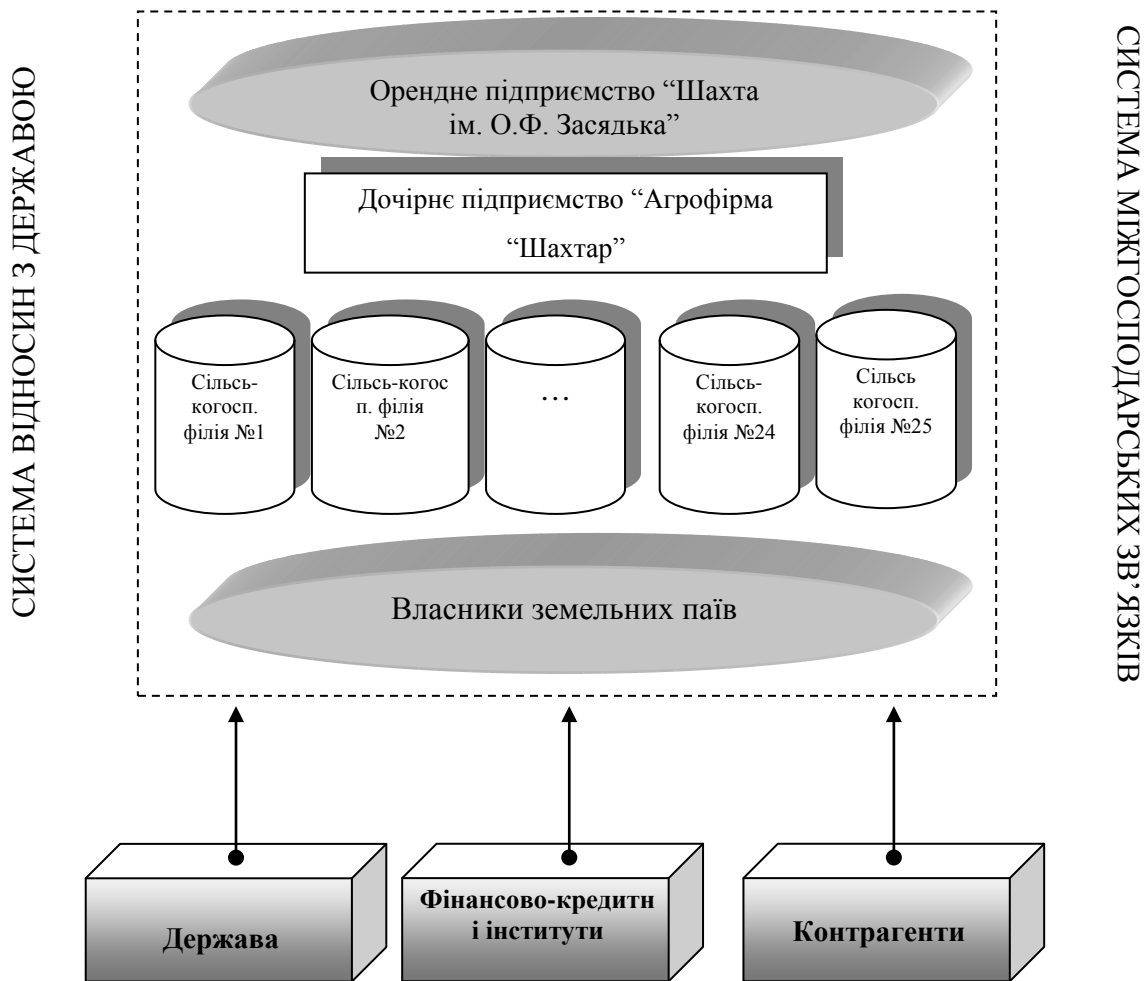 СИСТЕМА ВІДНОСИН З ДЕРЖАВОЮ
Орендне підприємство “Шахта
ім. О.Ф. Засядька”
Дочірнє підприємство “Агрофірма
“Шахтар”
Сільсь-
когосп.
філія №1
Сільсь-когос
п. філія
№2
…
Сільсь-
когосп.
філія №24
Сільсь
когосп.
філія №25
Власники земельних паїв
СИСТЕМА МІЖГОСПОДАРСЬКИХ ЗВ’ЯЗКІВ
Держава
Фінансово-кредитн
і інститути
Контрагенти